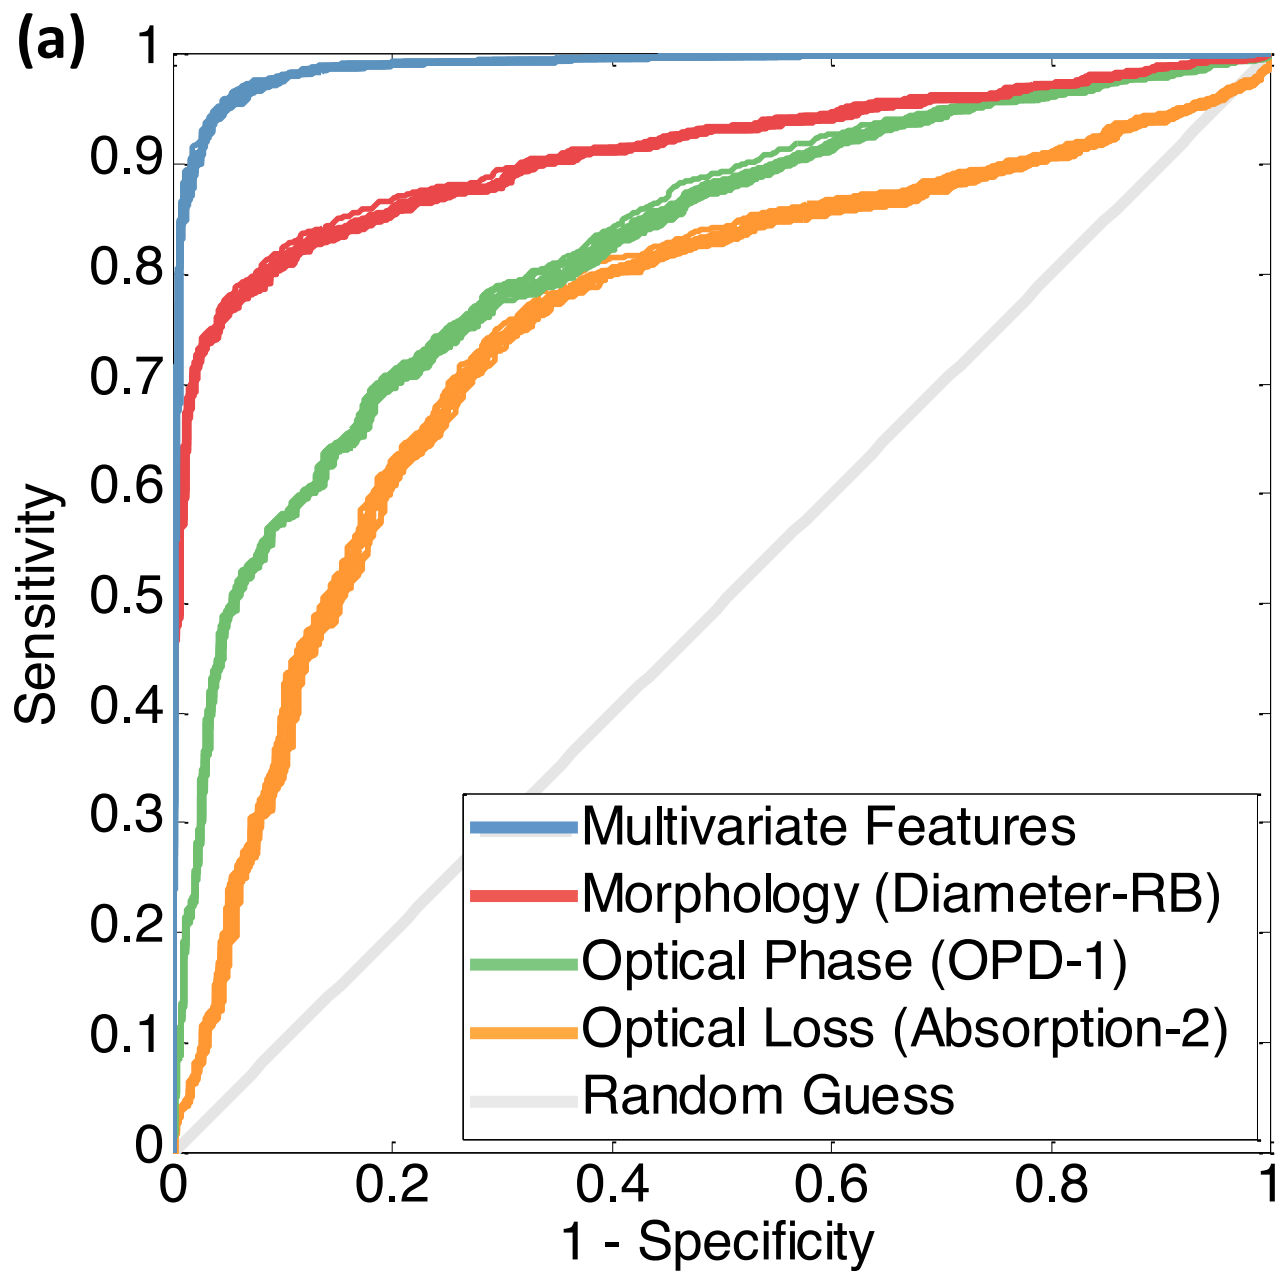 (a)
1
0.9
0.8
0.7
0.6
0.5
0.4
0.3
0.2
0.1
0
Sensitivity
Multivariate Features
Morphology (Diameter-RB)
Optical Phase (OPD-1)
Optical Loss (Absorption-2)
Random Guess
0 0.2 0.4 0.6 0.8 1
1 - Specificity